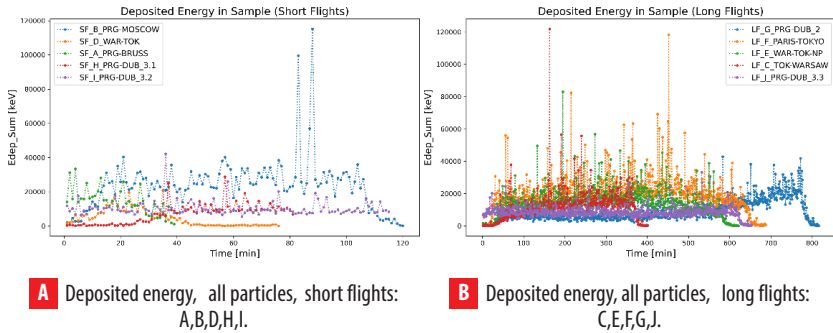 Deposited Energy in Sample (Short Flights)
120000
100000
80000
60000
40000
20000
0
Edep_Sum [keV]
SF_B_PRG-MOSCOW
SF_D_WAR-TOK
SF_A_PRG-BRUSS
SF_H_PRG-DUB_3.1
SF_I_PRG-DUB_3.2
0 20 40 60 80 100 120
Time [min]
Deposited Energy in Sample (Long Flights)
120000
100000
80000
60000
40000
20000
0
Edep_Sum [keV]
LF_G_PRG-DUB_2
LF_F_PARIS-TOKYO
LF_E_WAR-TOK-NP
LF_C_TOK-WARSAW
LF_J_PRG-DUB_3.3
0 100 200 300 400 500 600 700 800
Time [min]
A Deposited energy, all particles, short flights:
A,B,D,H,I.
B Deposited energy, all particles, long flights:
C,E,F,G,J.